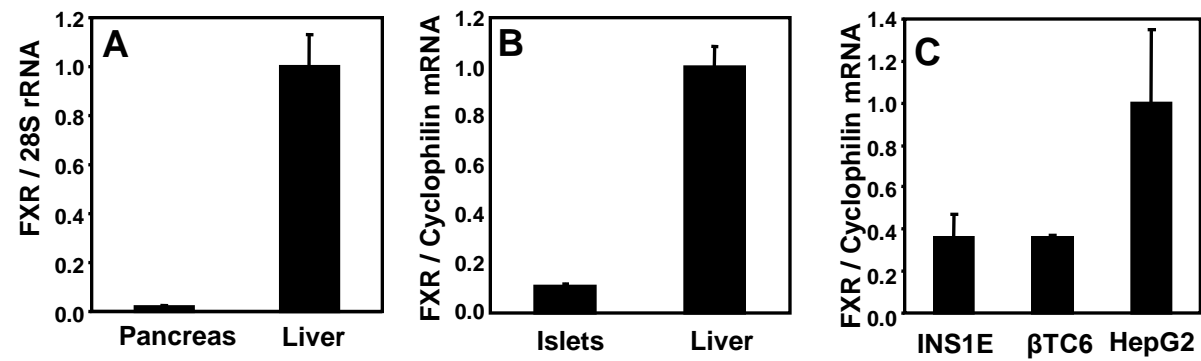 A
FXR / 28S rRNA
1.2
1.0
0.8
0.6
0.4
0.2
0.0
Pancreas Liver
B
FXR / Cyclophilin mRNA
1.2
1.0
0.8
0.6
0.4
0.2
0.0
Islets Liver
C
FXR / Cyclophilin mRNA
1.4
1.2
1.0
0.8
0.6
0.4
0.2
0.0
INS1E βTC6 HepG2